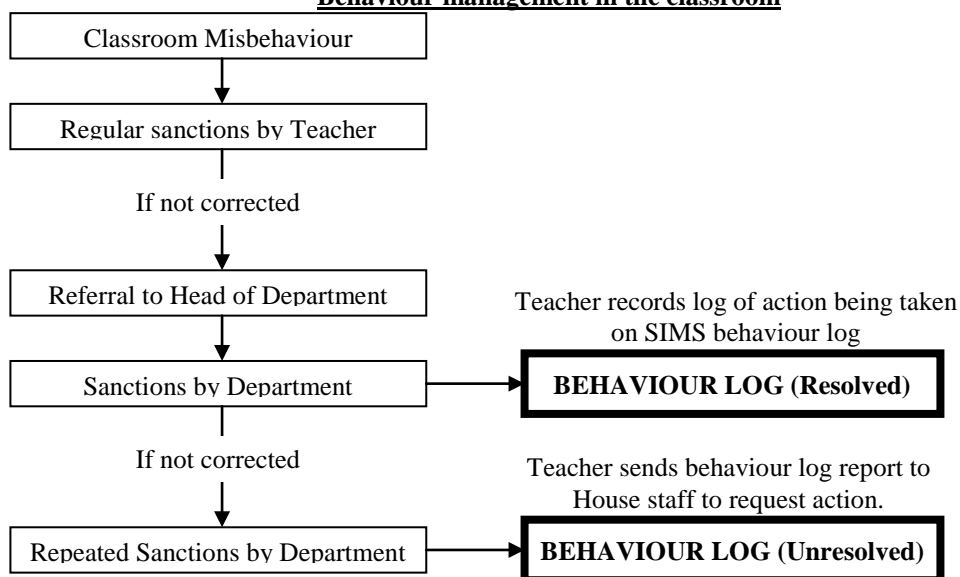 Behaviour management in the classroom
Classroom Misbehaviour
Regular sanctions by Teacher
If not corrected
Referral to Head of Department
Teacher records log of action being taken
on SIMS behaviour log
Sanctions by Department
BEHAVIOUR LOG (Resolved)
If not corrected
Teacher sends behaviour log report to
House staff to request action.
Repeated Sanctions by Department
BEHAVIOUR LOG (Unresolved)